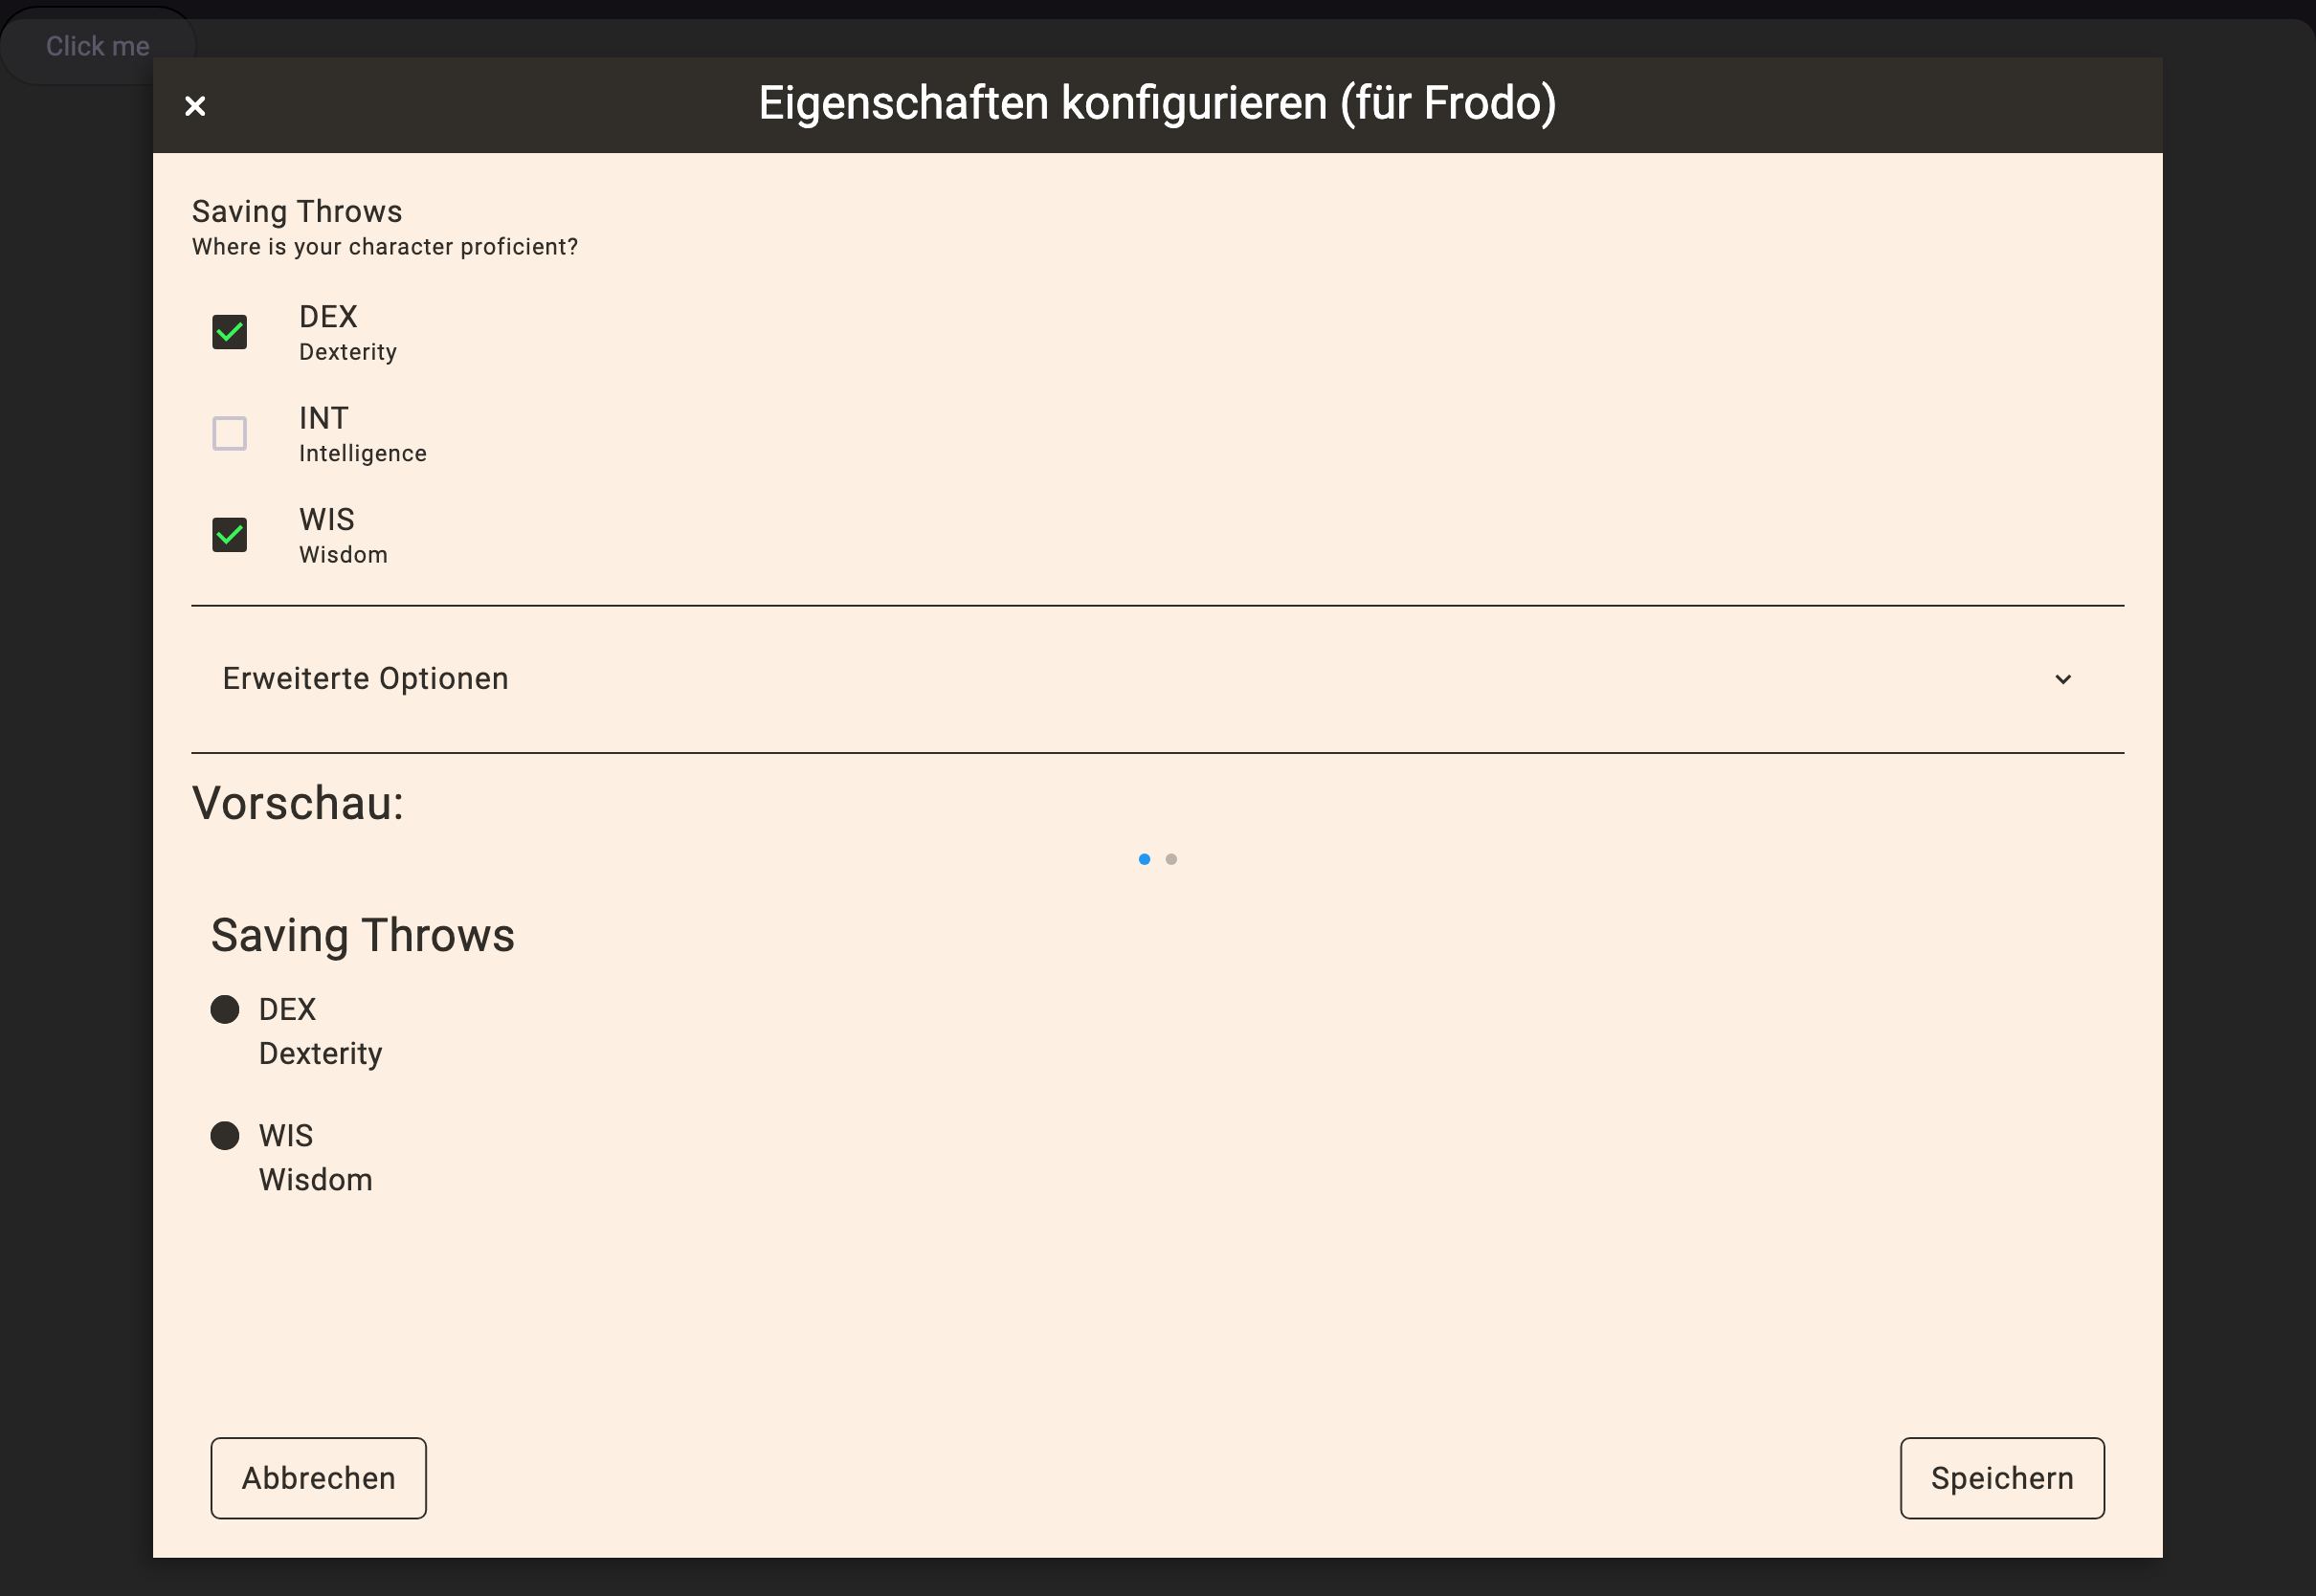 Click me
Eigenschaften konfigurieren (für Frodo)
Saving Throws
Where is your character proficient?
DEX
Dexterity
INT
Intelligence
WIS
Wisdom
Erweiterte Optionen
Vorschau:
Saving Throws
DEX
Dexterity
WIS
Wisdom
Abbrechen
Speichern